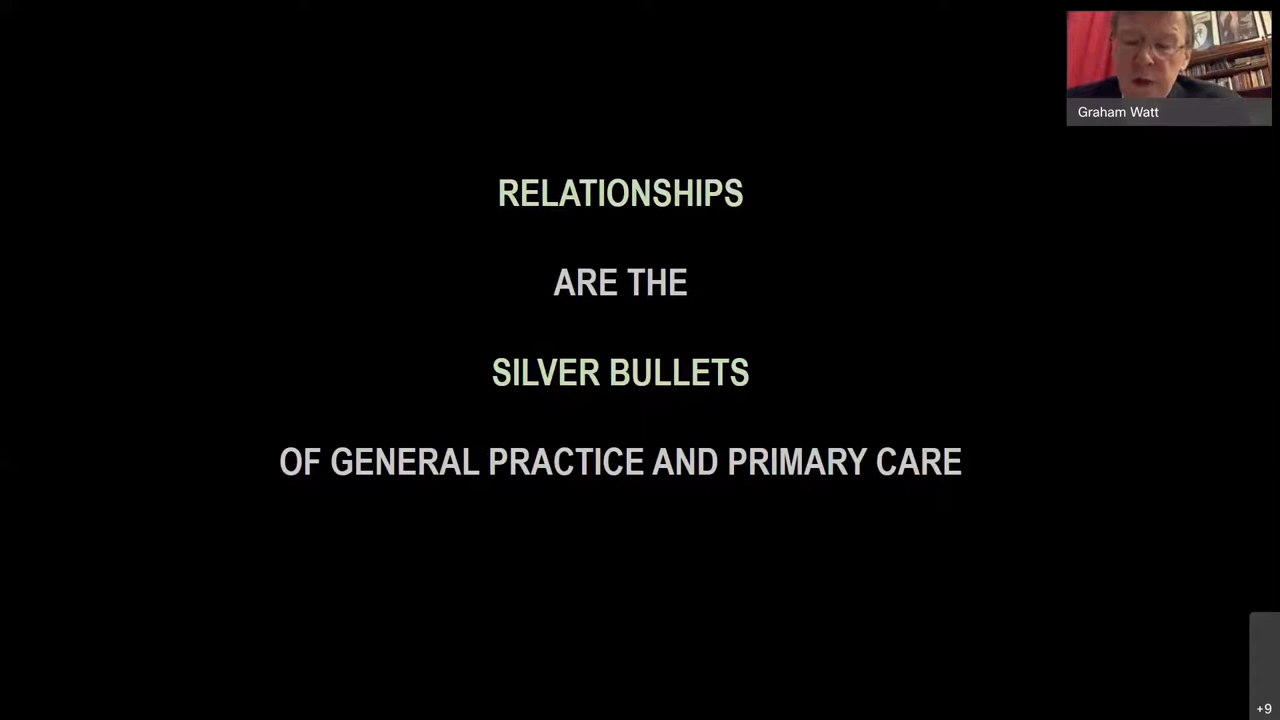 Graham Watt
RELATIONSHIPS
ARE THE
SILVER BULLETS
OF GENERAL PRACTICE AND PRIMARY CARE
+9